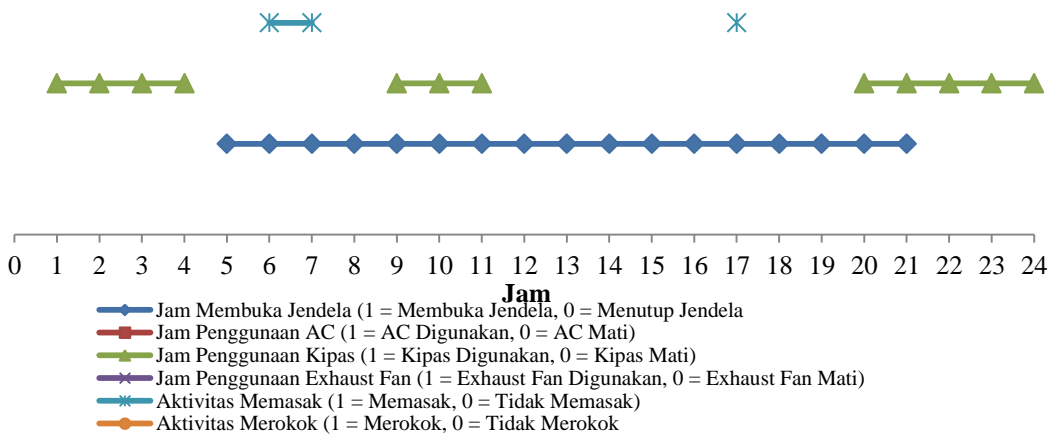 0 1 2 3 4 5 6 7 8 9 10 11 12 13 14 15 16 17 18 19 20 21 22 23 24
Jam
Jam Membuka Jendela (1 = Membuka Jendela, 0 = Menutup Jendela
Jam Penggunaan AC (1 = AC Digunakan, 0 = AC Mati)
Jam Penggunaan Kipas (1 = Kipas Digunakan, 0 = Kipas Mati)
Jam Penggunaan Exhaust Fan (1 = Exhaust Fan Digunakan, 0 = Exhaust Fan Mati)
Aktivitas Memasak (1 = Memasak, 0 = Tidak Memasak)
Aktivitas Merokok (1 = Merokok, 0 = Tidak Merokok